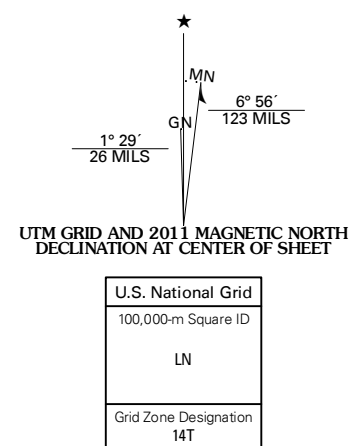 ★
MN
6° 56´
123 MILS
GN
1° 29´
26 MILS
UTM GRID AND 2011 MAGNETIC NORTH
DECLINATION AT CENTER OF SHEET
U.S. National Grid
100,000-m Square ID
LN
Grid Zone Designation
14T